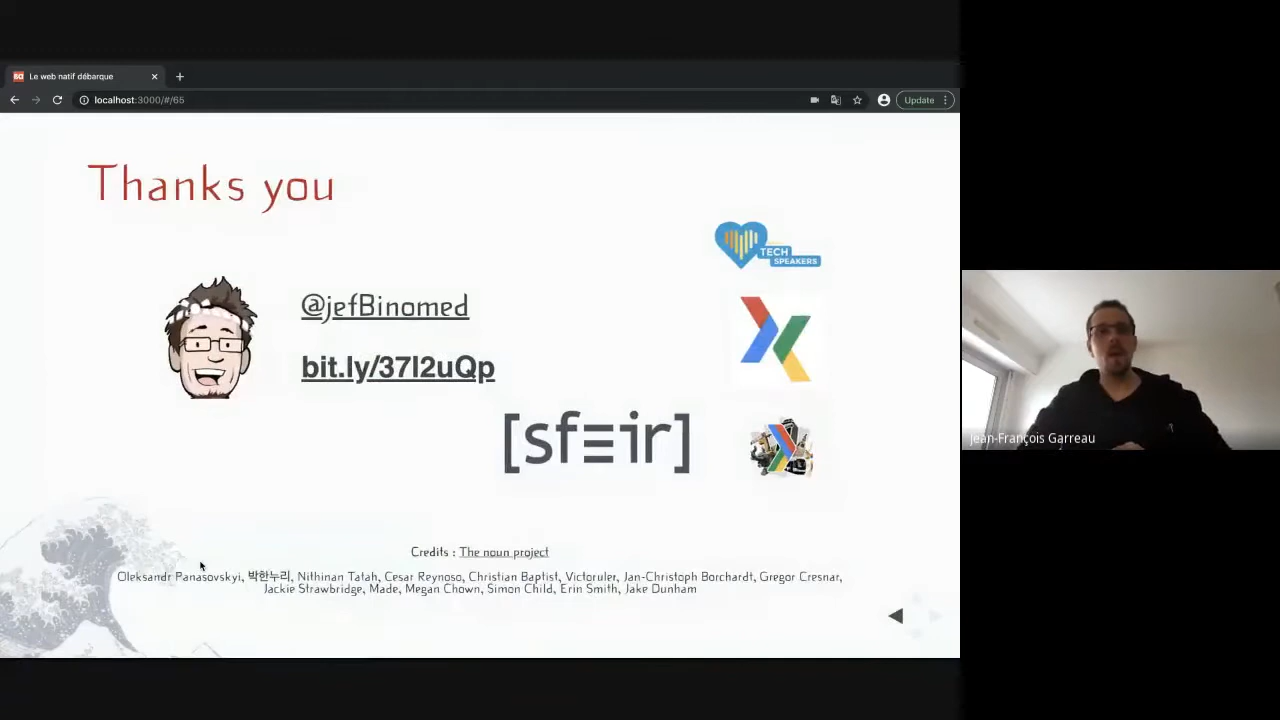 Le web natif débarque
localhost:3000/#/65
Update
Thanks you
TECH
SPEAKERS
@jefBinomed
bit.ly/37l2uQp
[sfeir]
Jean-François Garreau
Credits : The noun project
Oleksandr Panasovskyi, 박한누리, Nithinan Tatah, Cesar Reynoso, Christian Baptist, Victoruler, Jan-Christoph Borchardt, Gregor Cresnar,
Jackie Strawbridge, Made, Megan Chown, Simon Child, Erin Smith, Jake Dunham